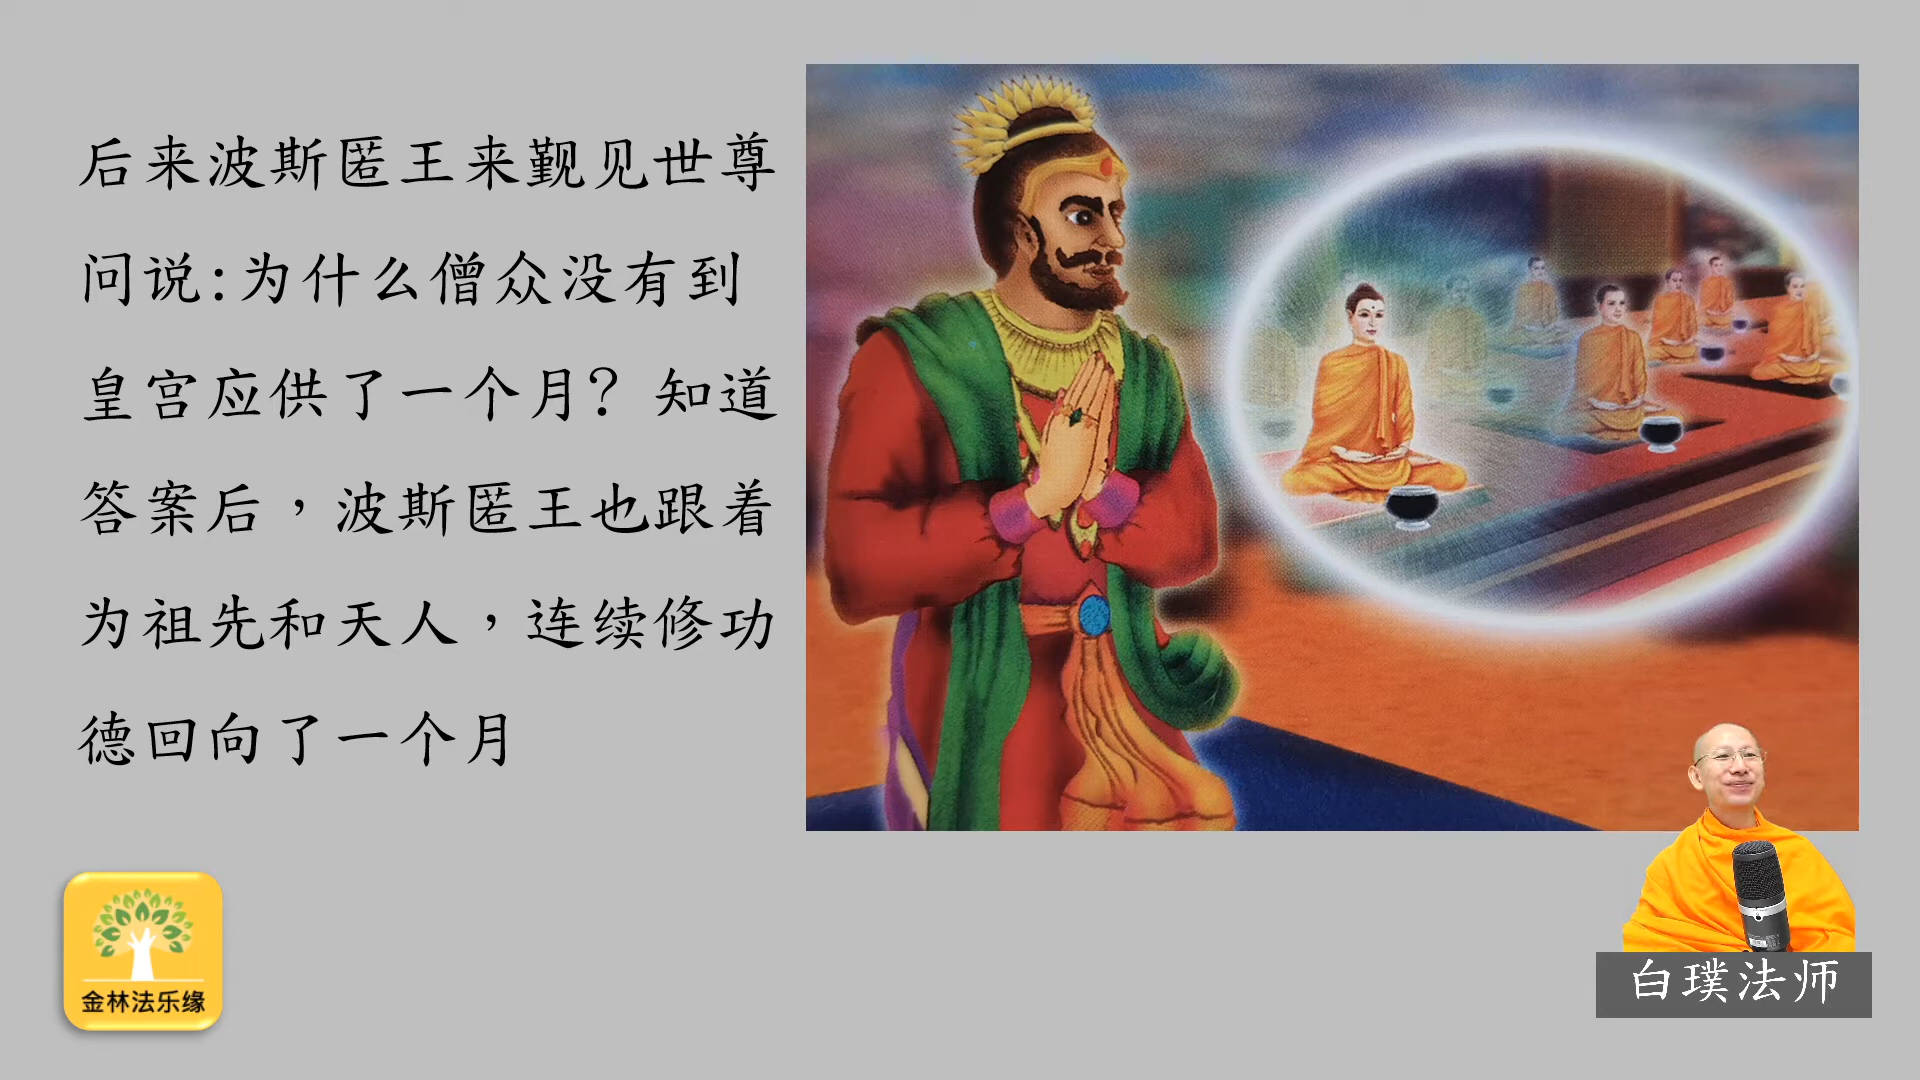 后来波斯匿王来觐见世尊
问说:为什么僧众没有到
皇宫应供了一个月? 知道
答案后，波斯匿王也跟着
为祖先和天人，连续修功
德回向了一个月
金林法乐缘
白璞法师